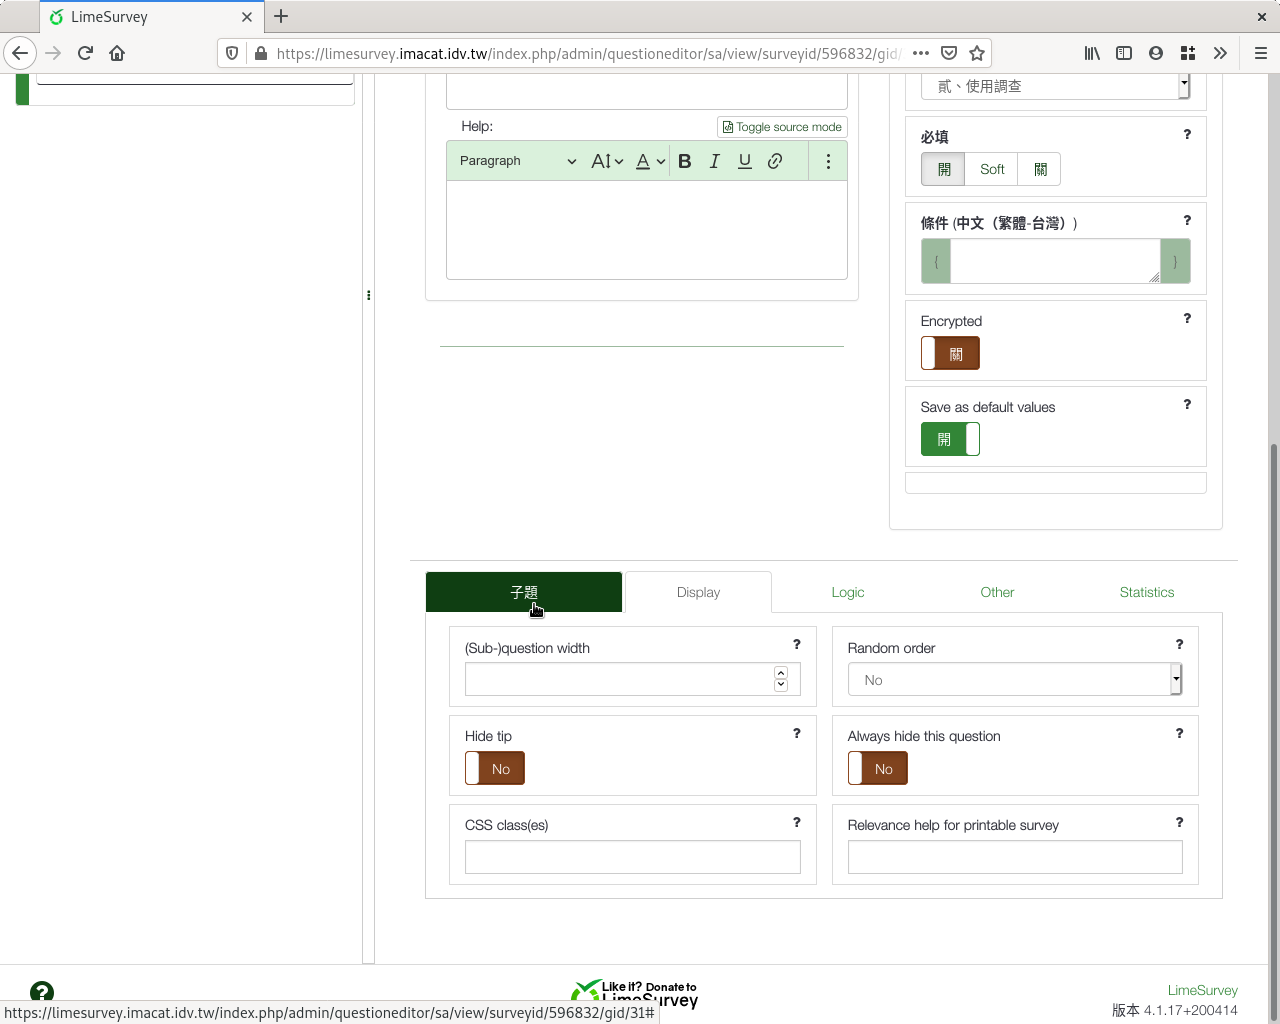 LimeSurvey
https://limesurvey.imacat.idv.tw/index.php/admin/questioneditor/sa/view/surveyid/596832/gid/
貳、使用調查
Help:
Toggle source mode
Paragraph
A
A
B
I
U
必填
?
開
Soft
關
條件 (中文（繁體-台灣）)
?
{
}
Encrypted
?
關
Save as default values
?
開
子題
Display
Logic
Other
Statistics
(Sub-)question width
?
Random order
?
No
Hide tip
?
No
Always hide this question
?
No
CSS class(es)
?
Relevance help for printable survey
?
?
Like it? Donate to
LimeSurvey
LimeSurvey
版本 4.1.17+200414
https://limesurvey.imacat.idv.tw/index.php/admin/questioneditor/sa/view/surveyid/596832/gid/31#